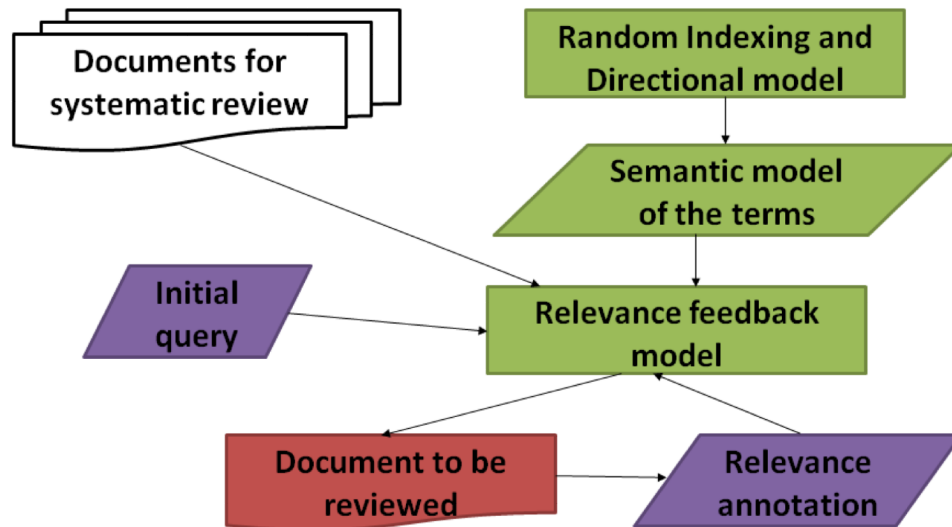 Documents for
systematic review
Random Indexing and
Directional model
Semantic model
of the terms
Initial
query
Relevance feedback
model
Document to be
reviewed
Relevance
annotation